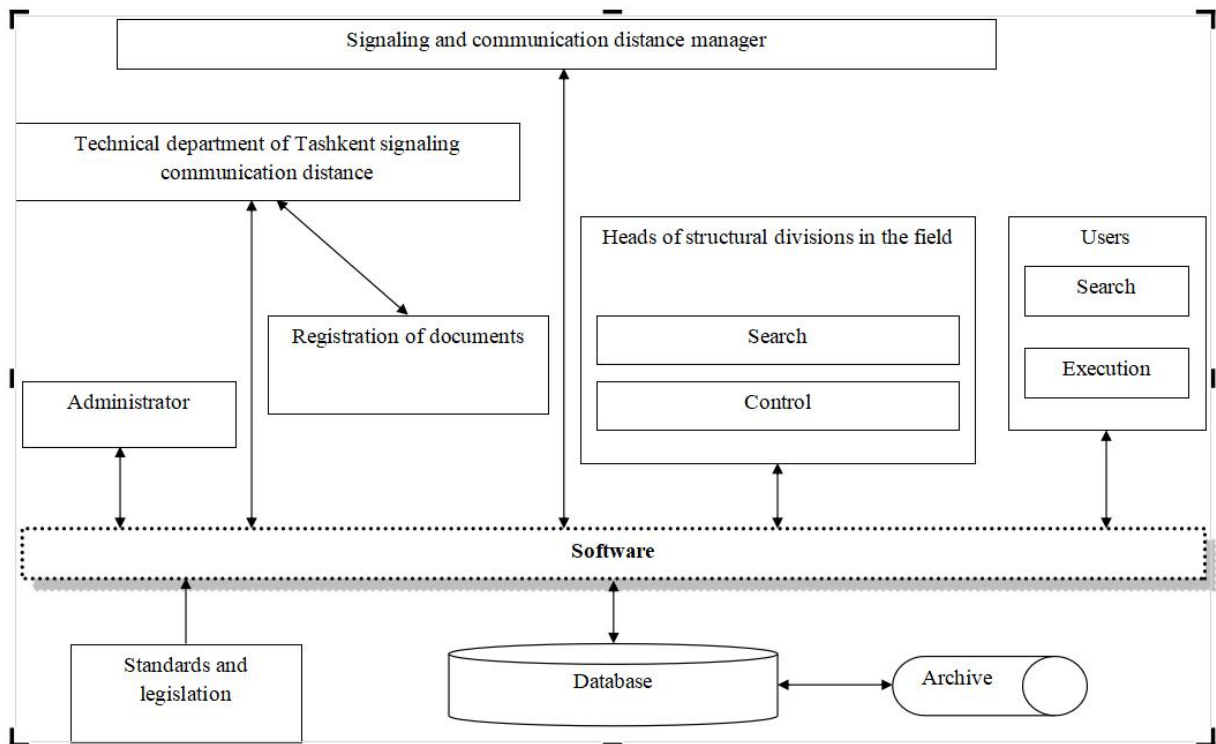 Signaling and communication distance manager
Technical department of Tashkent signaling
communication distance
Heads of structural divisions in the field
Users
Search
Registration of documents
Search
Execution
Administrator
Control
Software
Standards and
legislation
Database
Archive